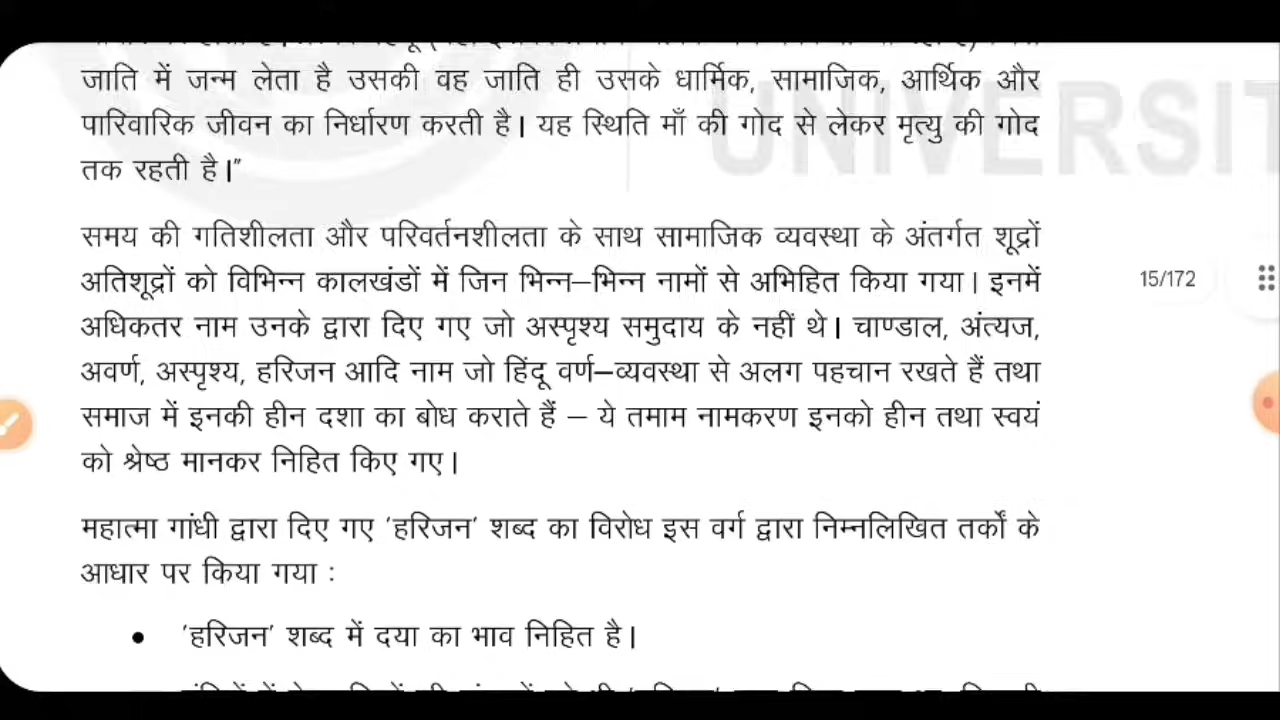 जाति में जन्म लेता है उसकी वह जाति ही उसके धार्मिक, सामाजिक, आर्थिक और
पारिवारिक जीवन का निर्धारण करती है। यह स्थिति माँ की गोद से लेकर मृत्यु की गोद
तक रहती है।"
समय की गतिशीलता और परिवर्तनशीलता के साथ सामाजिक व्यवस्था के अंतर्गत शूद्रों
अतिशूद्रों को विभिन्न कालखंडों में जिन भिन्न–भिन्न नामों से अभिहित किया गया। इनमें
अधिकतर नाम उनके द्वारा दिए गए जो अस्पृश्य समुदाय के नहीं थे। चाण्डाल, अंत्यज,
अवर्ण, अस्पृश्य, हरिजन आदि नाम जो हिंदू वर्ण–व्यवस्था से अलग पहचान रखते हैं तथा
समाज में इनकी हीन दशा का बोध कराते हैं – ये तमाम नामकरण इनको हीन तथा स्वयं
को श्रेष्ठ मानकर निहित किए गए।
महात्मा गांधी द्वारा दिए गए 'हरिजन' शब्द का विरोध इस वर्ग द्वारा निम्नलिखित तर्कों के
आधार पर किया गया :
• 'हरिजन' शब्द में दया का भाव निहित है।
UNIVERSIT
15/172